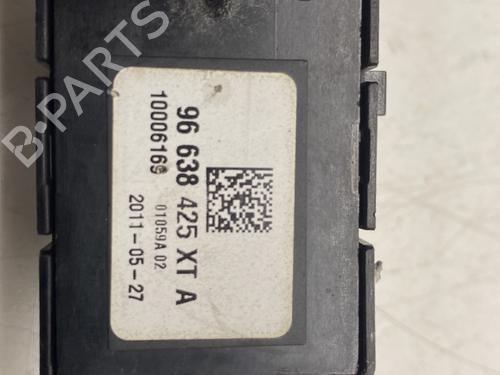 96 638 425 XT A
10006169
01059A 02
2011-05-27
B-PARTS